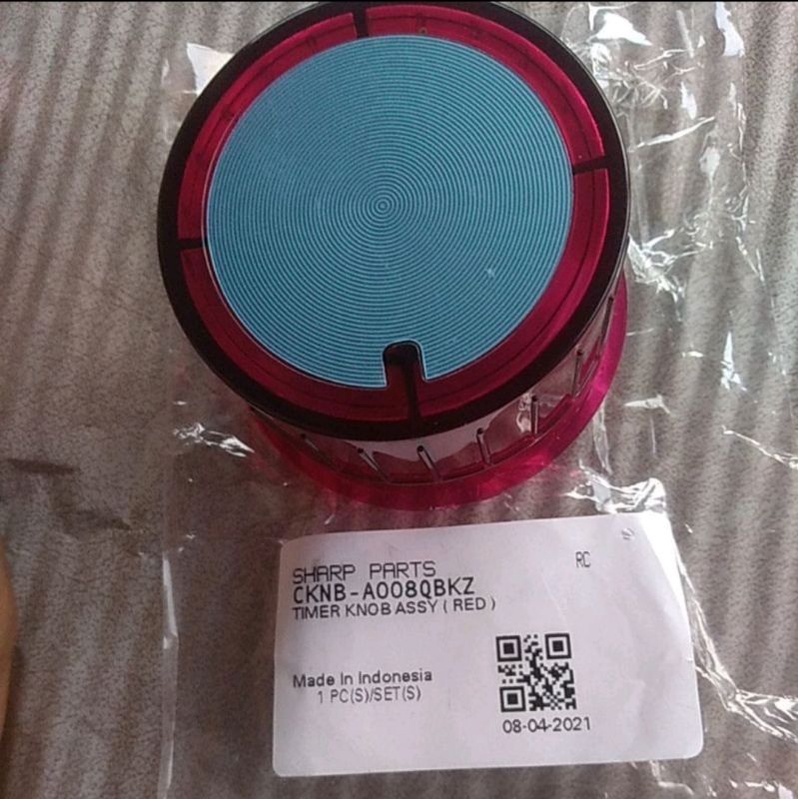 SHARP PARTS
RC
CKNB-A008QBKZ
TIMER KNOB ASSY ( RED )
Made In Indonesia
1 PC(S)/SET(S)
08-04-2021